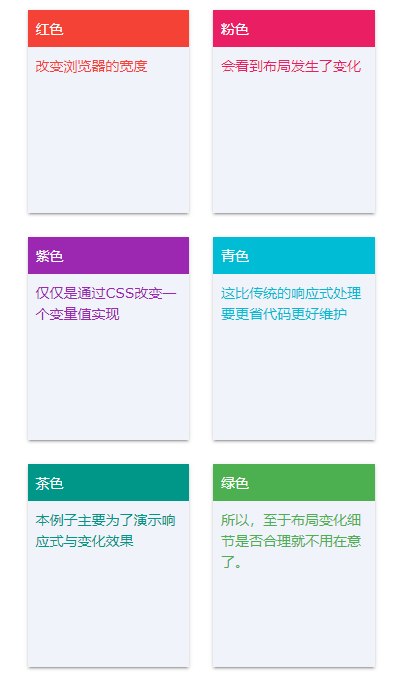 红色
改变浏览器的宽度
粉色
会看到布局发生了变化
紫色
仅仅是通过CSS改变一
个变量值实现
青色
这比传统的响应式处理
要更省代码更好维护
茶色
本例子主要为了演示响
应式与变化效果
绿色
所以，至于布局变化细
节是否合理就不用在意
了。